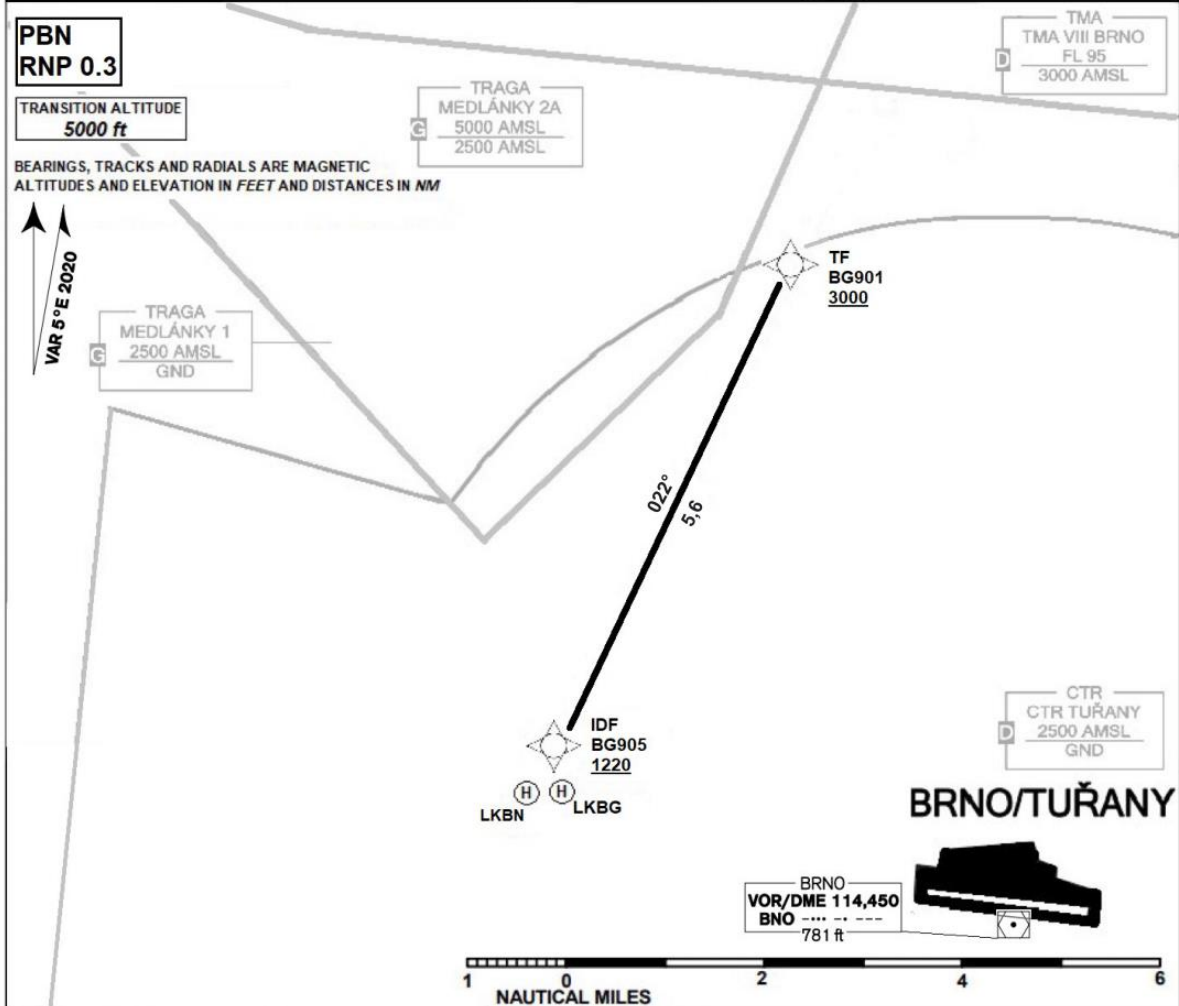 PBN
RNP 0.3
TRANSITION ALTITUDE
5000 ft
BEARINGS, TRACKS AND RADIALS ARE MAGNETIC
ALTITUDES AND ELEVATION IN FEET AND DISTANCES IN NM
VAR 5°E 2020
TRAGA
MEDLÁNKY 2A
G
5000 AMSL
2500 AMSL
TMA
TMA VIII BRNO
D
FL 95
3000 AMSL
TRAGA
MEDLÁNKY 1
G
2500 AMSL
GND
TF
BG901
3000
022°
5,6
IDF
BG905
1220
H
H
LKBN
LKBG
CTR
CTR TUŘANY
D
2500 AMSL
GND
BRNO/TUŘANY
BRNO
VOR/DME 114,450
BNO -··· -· ---
781 ft
1 0 2 4 6
NAUTICAL MILES